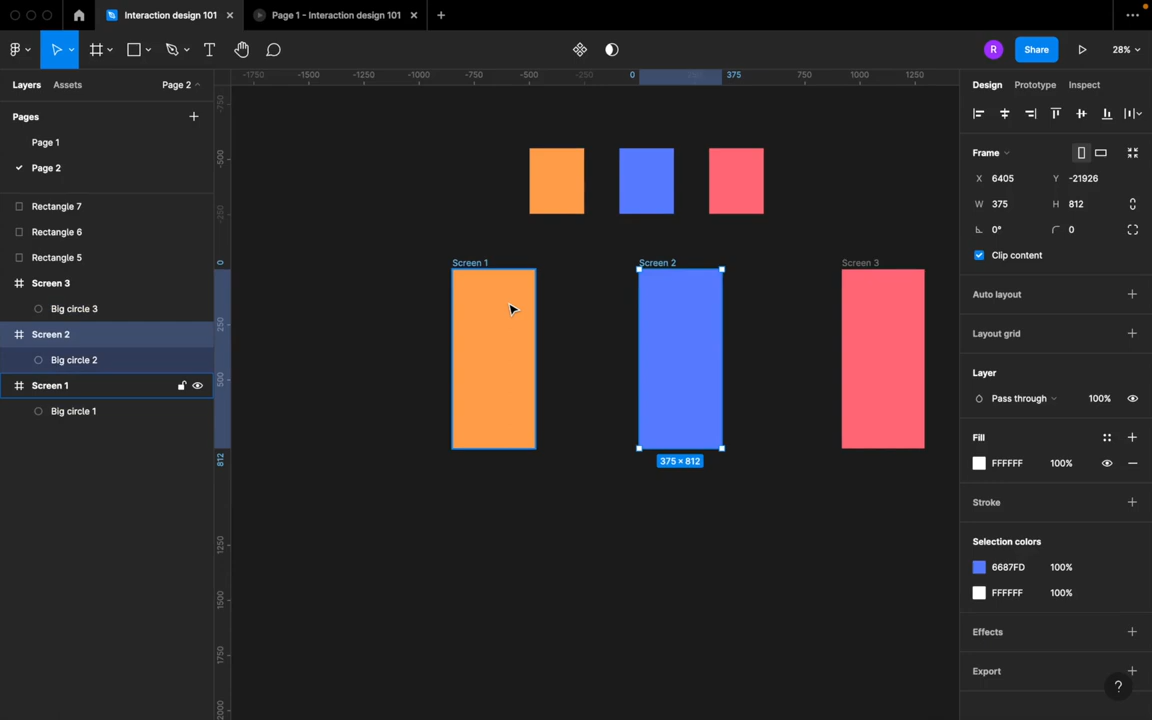 Interaction design 101
Page 1 - Interaction design 101
R
Share
28%
Layers
Assets
Page 2
Pages
Page 1
Page 2
Rectangle 7
Rectangle 6
Rectangle 5
Screen 3
Big circle 3
Screen 2
Big circle 2
Screen 1
Big circle 1
-1750
-1500
-1250
-1000
-750
-500
-250
0
375
750
1000
1250
-750
-500
-250
0
250
500
812
1250
1500
1750
2000
Screen 1
Screen 2
Screen 3
375 × 812
Design
Prototype
Inspect
Frame
X 6405
Y -21926
W 375
H 812
0°
0
Clip content
Auto layout
Layout grid
Layer
Pass through
100%
Fill
FFFFFF
100%
Stroke
Selection colors
6687FD
100%
FFFFFF
100%
Effects
Export
?